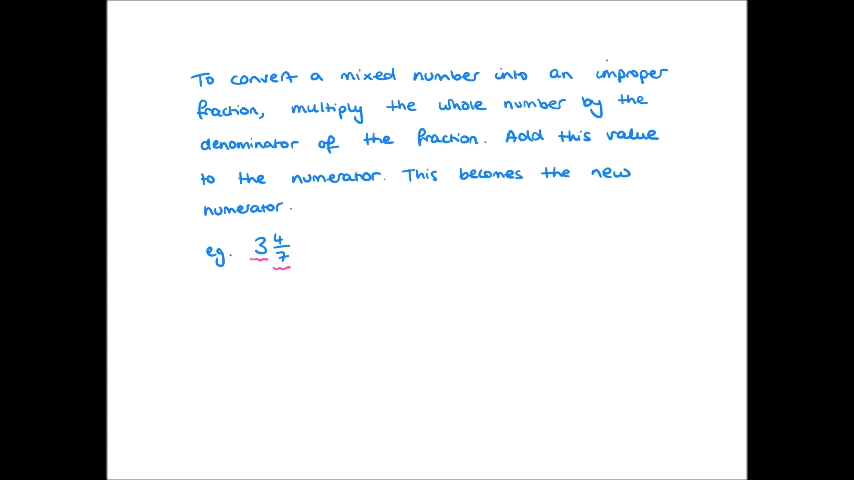 To convert a mixed number into an improper
fraction, multiply the whole number by the
denominator of the fraction. Add this value
to the numerator. This becomes the new
numerator.
eg. 3 4/7